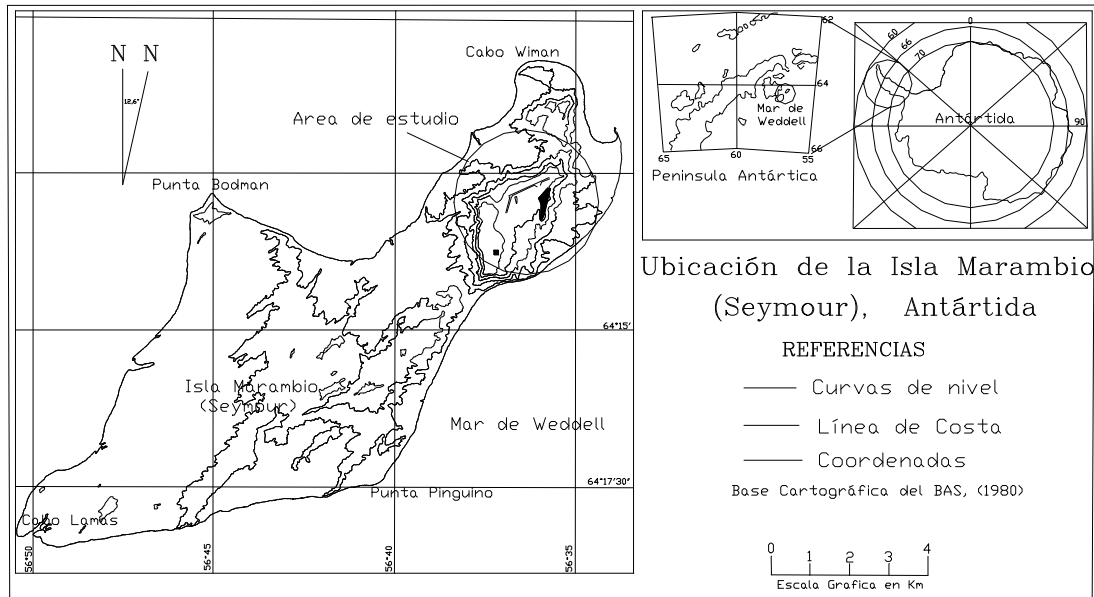 N N
12,6°
Cabo Wiman
Area de estudio
Punta Bodman
64°15'
Isla Marambio
(Seymour)
Mar de Weddell
64°17'30"
Punta Pinguino
Cabo Lamas
56°50
56°45
56°40
56°35
62
64
66
Mar de
Weddell
65
60
55
Peninsula Antártica
0
60
66
70
90
Antártida
Ubicación de la Isla Marambio
(Seymour), Antártida
REFERENCIAS
Curvas de nivel
Línea de Costa
Coordenadas
Base Cartográfica del BAS, (1980)
0 1 2 3 4
Escala Grafica en Km